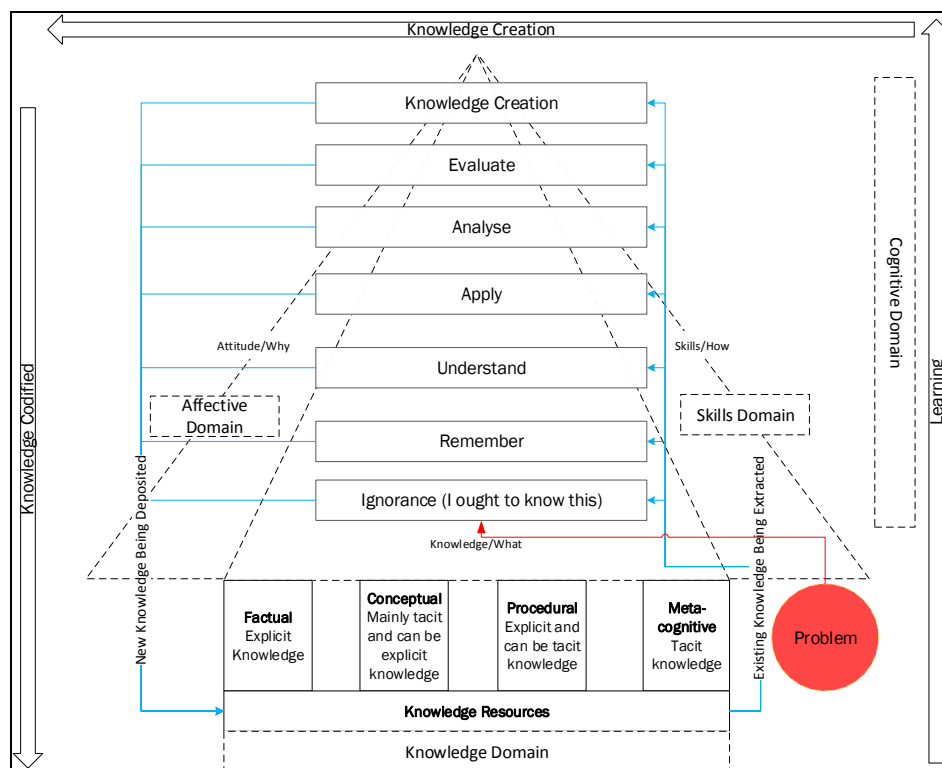 Knowledge Creation
Knowledge Creation
Evaluate
Analyse
Apply
Attitude/Why
Skills/How
Understand
Cognitive Domain
Affective
Domain
Skills Domain
Knowledge Codified
Learning
Remember
Ignorance (I ought to know this)
Knowledge/What
New Knowledge Being Deposited
Existing Knowledge Being Extracted
Factual
Explicit
Knowledge
Conceptual
Mainly tacit
and can be
explicit
knowledge
Procedural
Explicit and
can be tacit
knowledge
Meta-
cognitive
Tacit
knowledge
Problem
Knowledge Resources
Knowledge Domain